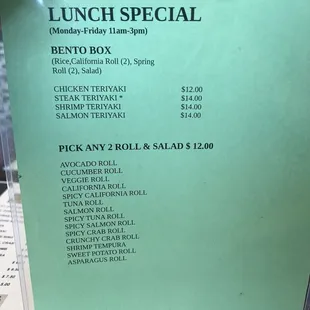 LUNCH SPECIAL
(Monday-Friday 11am-3pm)
BENTO BOX
(Rice,California Roll (2), Spring
Roll (2), Salad)
CHICKEN TERIYAKI $12.00
STEAK TERIYAKI * $14.00
SHRIMP TERIYAKI $14.00
SALMON TERIYAKI $14.00
PICK ANY 2 ROLL & SALAD $ 12.00
AVOCADO ROLL
CUCUMBER ROLL
VEGGIE ROLL
CALIFORNIA ROLL
SPICY CALIFORNIA ROLL
TUNA ROLL
SALMON ROLL
SPICY TUNA ROLL
SPICY SALMON ROLL
SPICY CRAB ROLL
CRUNCHY CRAB ROLL
SHRIMP TEMPURA
SWEET POTATO ROLL
ASPARAGUS ROLL